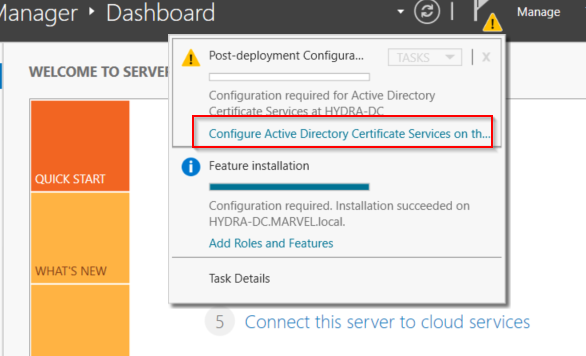 Manager • Dashboard
Manage
WELCOME TO SERVE
Post-deployment Configura...
TASKS
X
Configuration required for Active Directory
Certificate Services at HYDRA-DC
Configure Active Directory Certificate Services on th...
Feature installation
Configuration required. Installation succeeded on
HYDRA-DC.MARVEL.local.
Add Roles and Features
Task Details
QUICK START
WHAT'S NEW
5 Connect this server to cloud services